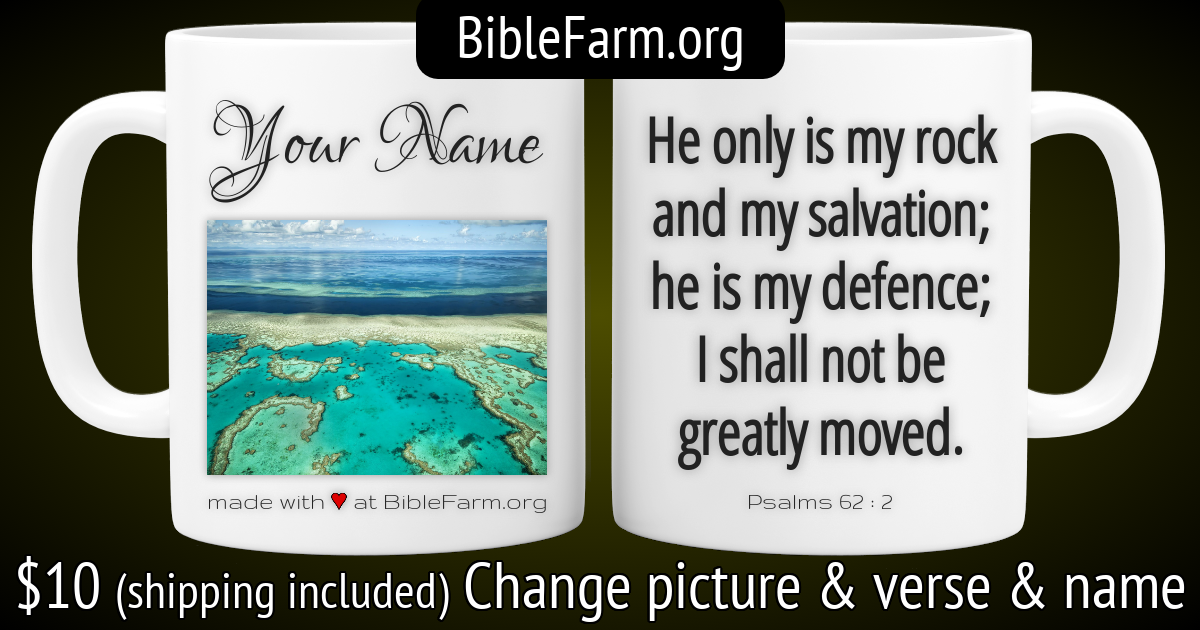 BibleFarm.org
Your Name
made with ♥ at BibleFarm.org
He only is my rock
and my salvation;
he is my defence;
I shall not be
greatly moved.
Psalms 62 : 2
$10 (shipping included) Change picture & verse & name